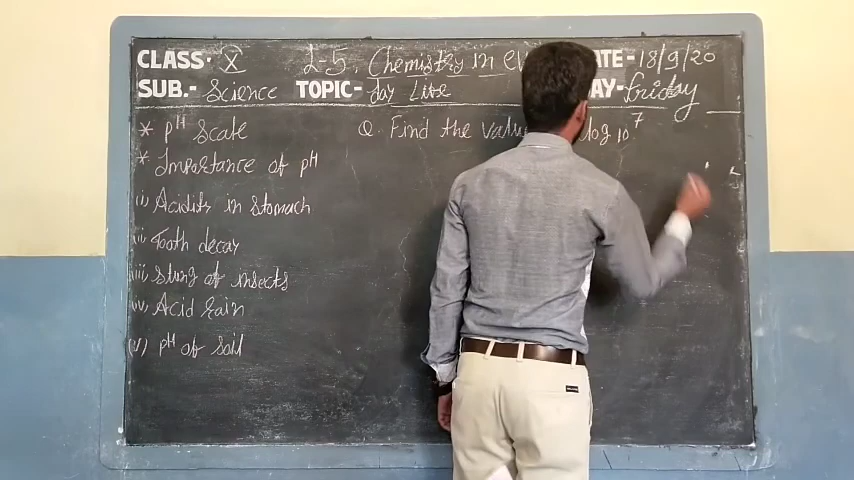 CLASS- X L-5, Chemistry in DATE- 18/9/20
SUB.- Science TOPIC- day Life DAY- Friday
* pH Scale
* Importance of pH
(i) Acidity in stomach
(ii) Tooth decay
(iii) Sting of insects
(iv) Acid rain
(v) pH of soil
Q. Find the value log 10 7